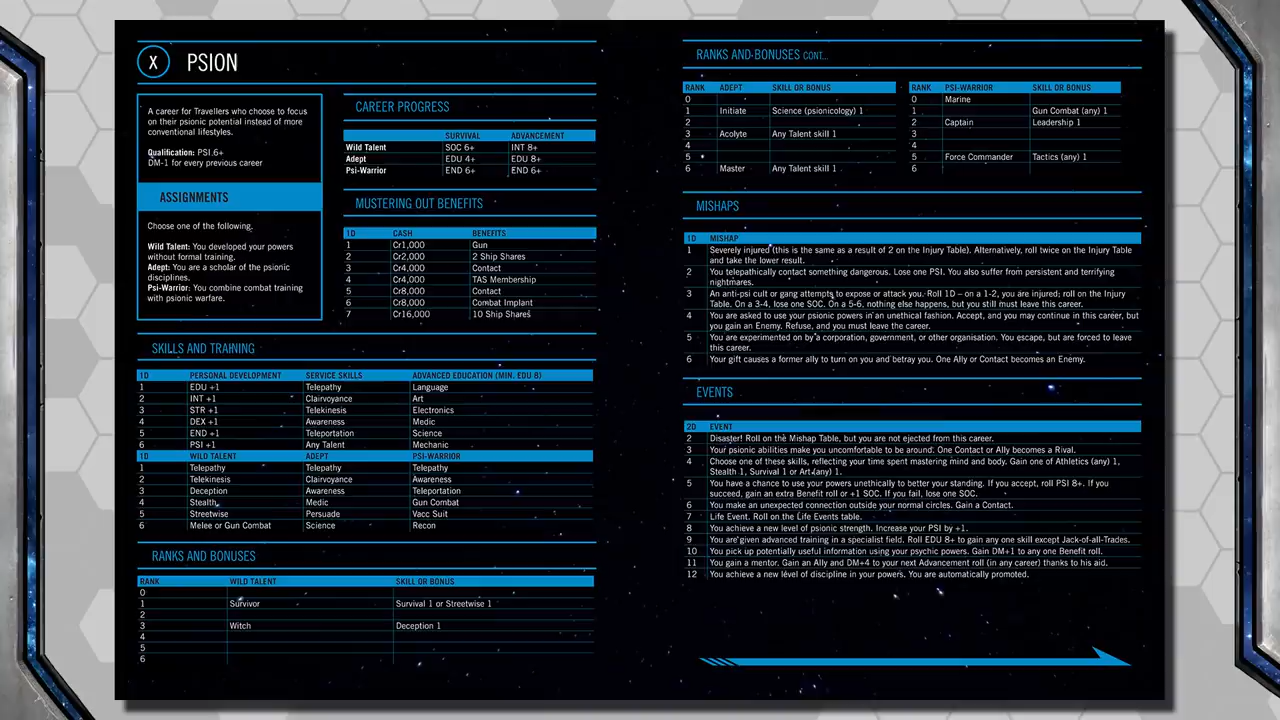 X PSION
A career for Travellers who choose to focus
on their psionic potential instead of more
conventional lifestyles.
Qualification: PSI 6+
DM-1 for every previous career
ASSIGNMENTS
Choose one of the following.
Wild Talent: You developed your powers
without formal training.
Adept: You are a scholar of the psionic
disciplines.
Psi-Warrior: You combine combat training
with psionic warfare.
CAREER PROGRESS
SURVIVAL ADVANCEMENT
Wild Talent SOC 6+ INT 8+
Adept EDU 4+ EDU 8+
Psi-Warrior END 6+ END 6+
MUSTERING OUT BENEFITS
1D CASH BENEFITS
1 Cr1,000 Gun
2 Cr2,000 2 Ship Shares
3 Cr4,000 Contact
4 Cr4,000 TAS Membership
5 Cr8,000 Contact
6 Cr8,000 Combat Implant
7 Cr16,000 10 Ship Shares
SKILLS AND TRAINING
1D PERSONAL DEVELOPMENT SERVICE SKILLS ADVANCED EDUCATION (MIN. EDU 8)
1 EDU +1 Telepathy Language
2 INT +1 Clairvoyance Art
3 STR +1 Telekinesis Electronics
4 DEX +1 Awareness Medic
5 END +1 Teleportation Science
6 PSI +1 Any Talent Mechanic
1D WILD TALENT ADEPT PSI-WARRIOR
1 Telepathy Telepathy Telepathy
2 Telekinesis Clairvoyance Awareness
3 Deception Awareness Teleportation
4 Stealth Medic Gun Combat
5 Streetwise Persuade Vacc Suit
6 Melee or Gun Combat Science Recon
RANKS AND BONUSES
RANK WILD TALENT SKILL OR BONUS
0
1 Survivor Survival 1 or Streetwise 1
2
3 Witch Deception 1
4
5
6
RANKS AND BONUSES CONT...
RANK ADEPT SKILL OR BONUS
0
1 Initiate Science (psionicology) 1
2
3 Acolyte Any Talent skill 1
4
5
6 Master Any Talent skill 1
RANK PSI-WARRIOR SKILL OR BONUS
0 Marine
1 Gun Combat (any) 1
2 Captain Leadership 1
3
4
5 Force Commander Tactics (any) 1
6
MISHAPS
1D MISHAP
1 Severely injured (this is the same as a result of 2 on the Injury Table). Alternatively, roll twice on the Injury Table
and take the lower result.
2 You telepathically contact something dangerous. Lose one PSI. You also suffer from persistent and terrifying
nightmares.
3 An anti-psi cult or gang attempts to expose or attack you. Roll 1D – on a 1-2, you are injured; roll on the Injury
Table. On a 3-4, lose one SOC. On a 5-6, nothing else happens, but you still must leave this career.
4 You are asked to use your psionic powers in an unethical fashion. Accept, and you may continue in this career, but
you gain an Enemy. Refuse, and you must leave the career.
5 You are experimented on by a corporation, government, or other organisation. You escape, but are forced to leave
this career.
6 Your gift causes a former ally to turn on you and betray you. One Ally or Contact becomes an Enemy.
EVENTS
2D EVENT
2 Disaster! Roll on the Mishap Table, but you are not ejected from this career.
3 Your psionic abilities make you uncomfortable to be around. One Contact or Ally becomes a Rival.
4 Choose one of these skills, reflecting your time spent mastering mind and body. Gain one of Athletics (any) 1,
Stealth 1, Survival 1 or Art (any) 1.
5 You have a chance to use your powers unethically to better your standing. If you accept, roll PSI 8+. If you
succeed, gain an extra Benefit roll or +1 SOC. If you fail, lose one SOC.
6 You make an unexpected connection outside your normal circles. Gain a Contact.
7 Life Event. Roll on the Life Events table.
8 You achieve a new level of psionic strength. Increase your PSI by +1.
9 You are given advanced training in a specialist field. Roll EDU 8+ to gain any one skill except Jack-of-all-Trades.
10 You pick up potentially useful information using your psychic powers. Gain DM+1 to any one Benefit roll.
11 You gain a mentor. Gain an Ally and DM+4 to your next Advancement roll (in any career) thanks to his aid.
12 You achieve a new level of discipline in your powers. You are automatically promoted.